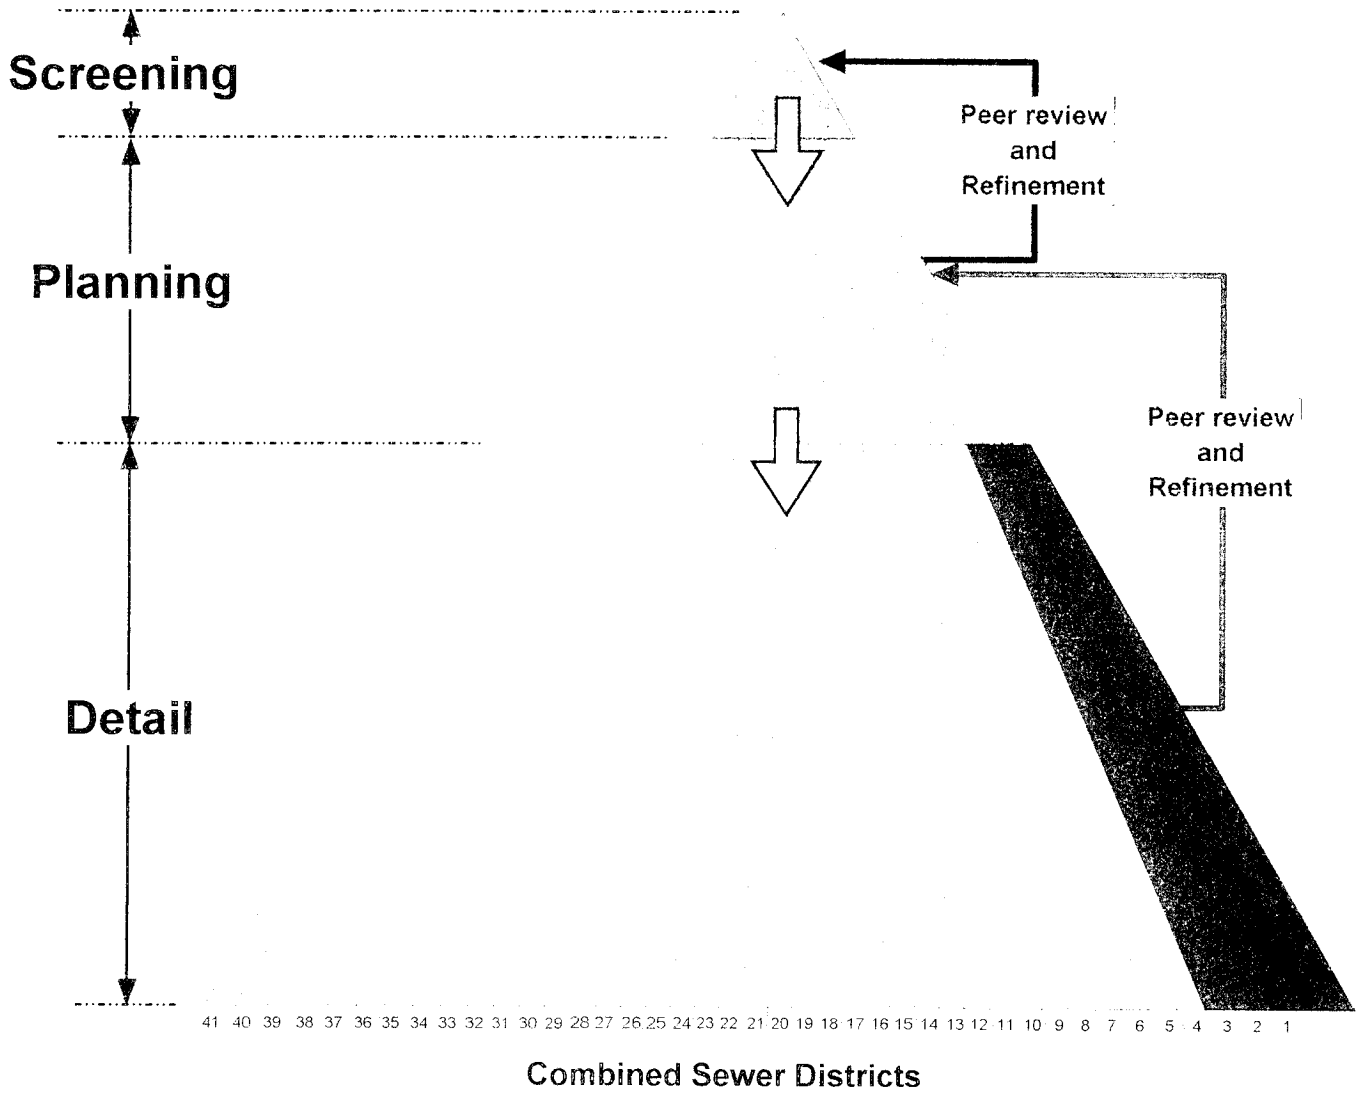 Screening
Peer review
and
Refinement
Planning
Peer review
and
Refinement
Detail
41 40 39 38 37 36 35 34 33 32 31 30 29 28 27 26 25 24 23 22 21 20 19 18 17 16 15 14 13 12 11 10 9 8 7 6 5 4 3 2 1
Combined Sewer Districts